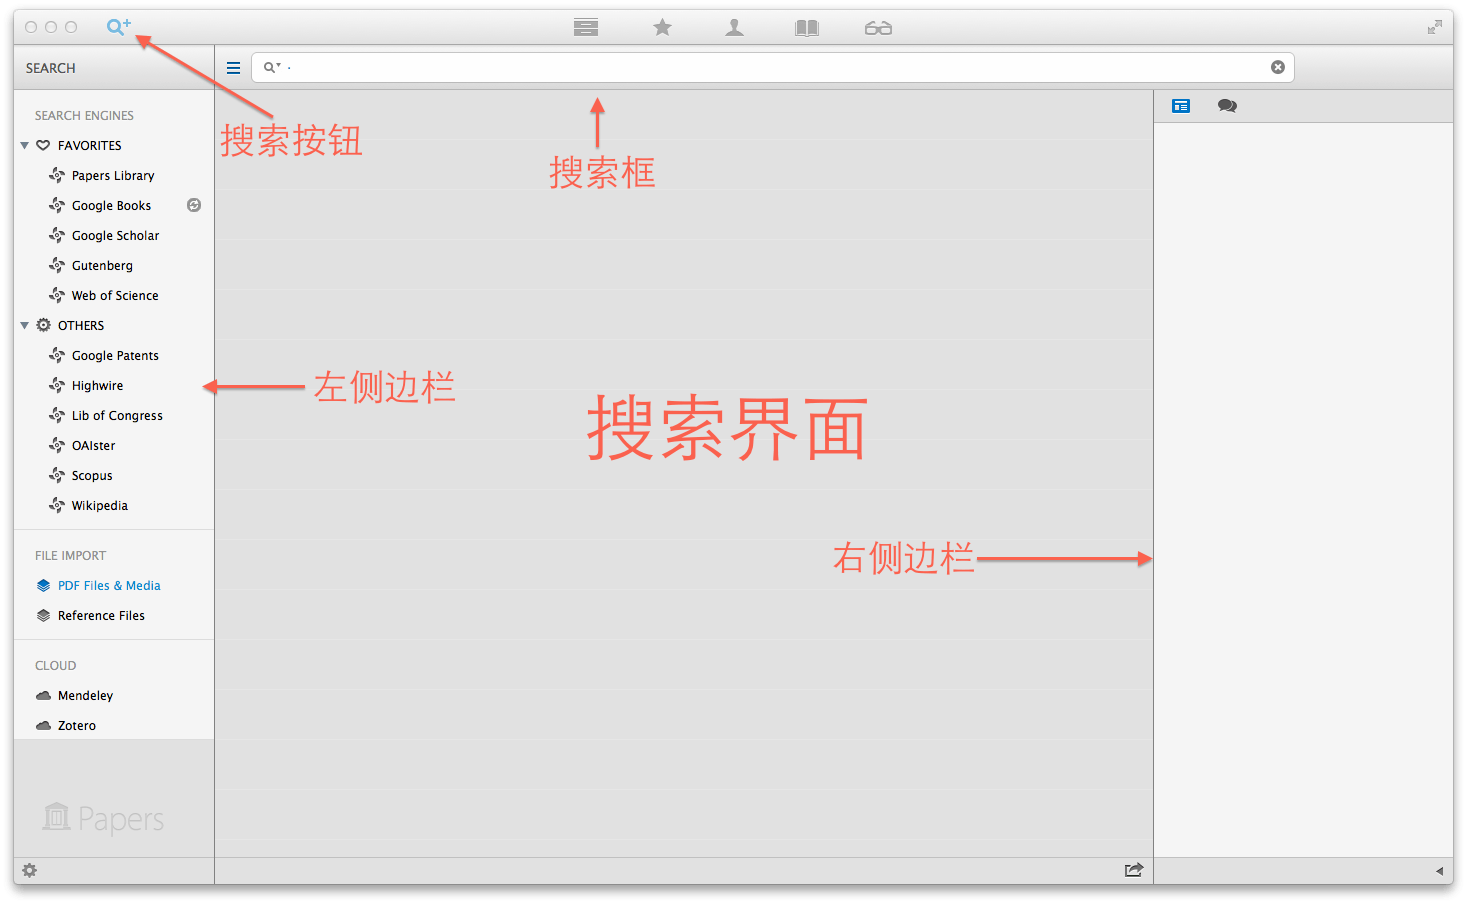 SEARCH
SEARCH ENGINES
FAVORITES
Papers Library
Google Books
Google Scholar
Gutenberg
Web of Science
OTHERS
Google Patents
Highwire
Lib of Congress
OAIster
Scopus
Wikipedia
FILE IMPORT
PDF Files & Media
Reference Files
CLOUD
Mendeley
Zotero
Papers
搜索按钮
搜索框
左侧边栏
搜索界面
右侧边栏